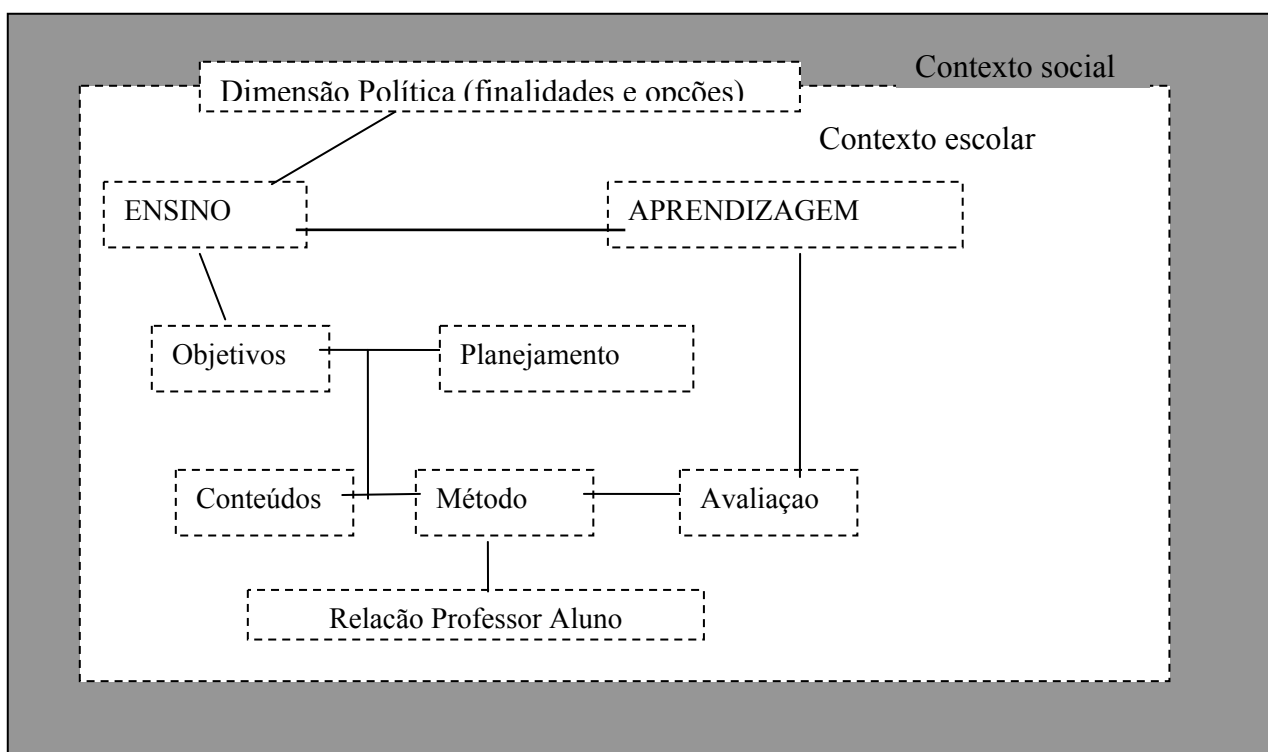 Contexto social
Dimensão Política (finalidades e opções)
Contexto escolar
ENSINO
APRENDIZAGEM
Objetivos
Planejamento
Conteúdos
Método
Avaliaçao
Relacão Professor Aluno